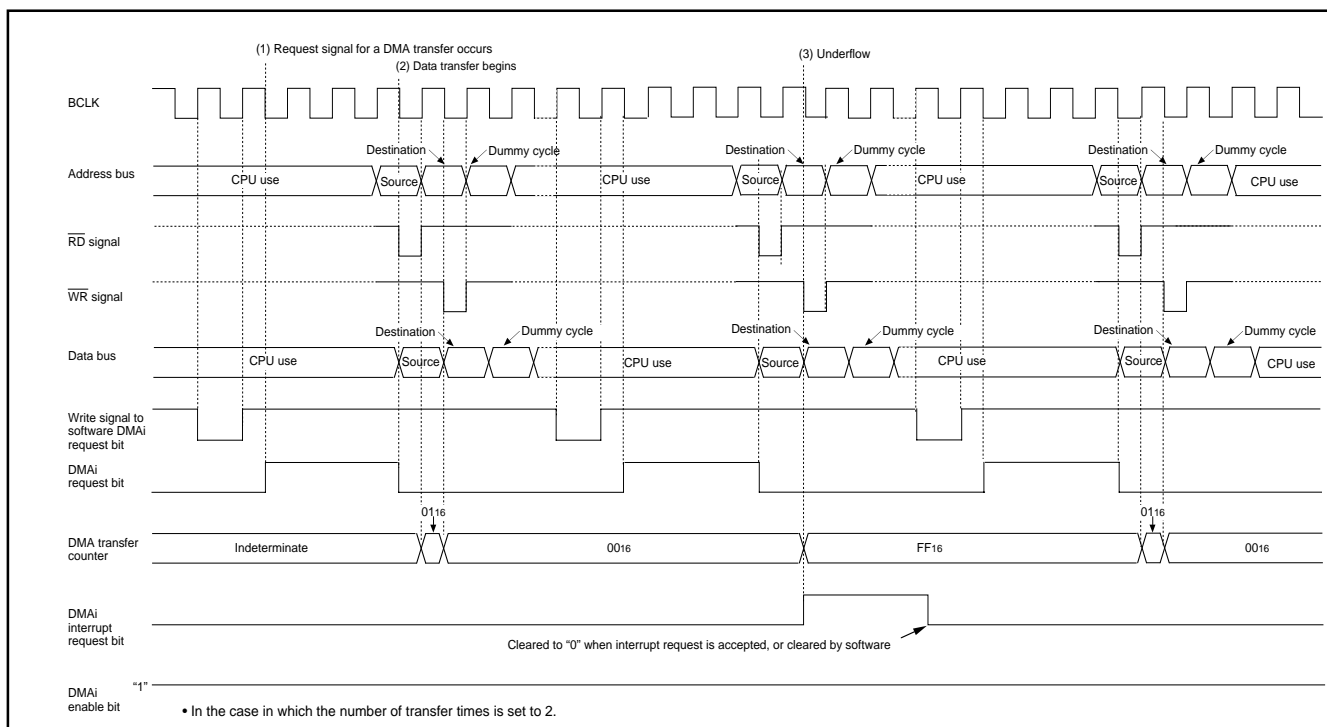 (1) Request signal for a DMA transfer occurs
(2) Data transfer begins
(3) Underflow
BCLK
Destination Dummy cycle Destination Dummy cycle Destination Dummy cycle
Address bus CPU use Source CPU use Source CPU use Source CPU use
RD signal
WR signal
Destination Dummy cycle Destination Dummy cycle Destination Dummy cycle
Data bus CPU use Source CPU use Source CPU use Source CPU use
Write signal to
software DMAi
request bit
DMAi
request bit
0116 0116
DMA transfer
counter
Indeterminate 0016 FF16 0016
DMAi
interrupt
request bit
Cleared to “0” when interrupt request is accepted, or cleared by software
“1”
DMAi
enable bit
• In the case in which the number of transfer times is set to 2.